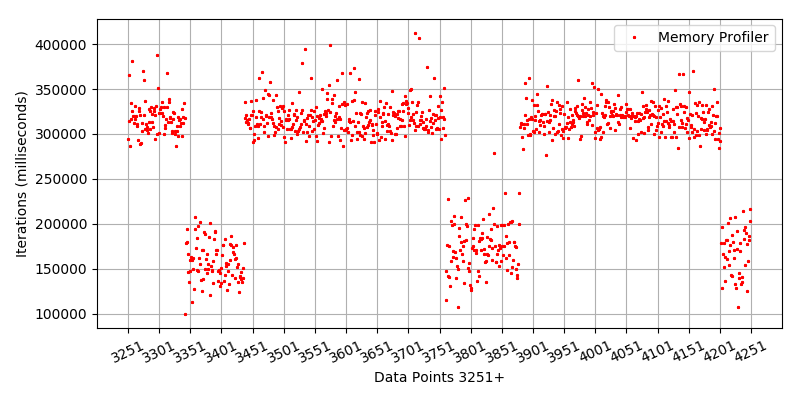 Memory Profiler
Iterations (milliseconds)
400000
350000
300000
250000
200000
150000
100000
3251 3301 3351 3401 3451 3501 3551 3601 3651 3701 3751 3801 3851 3901 3951 4001 4051 4101 4151 4201 4251
Data Points 3251+